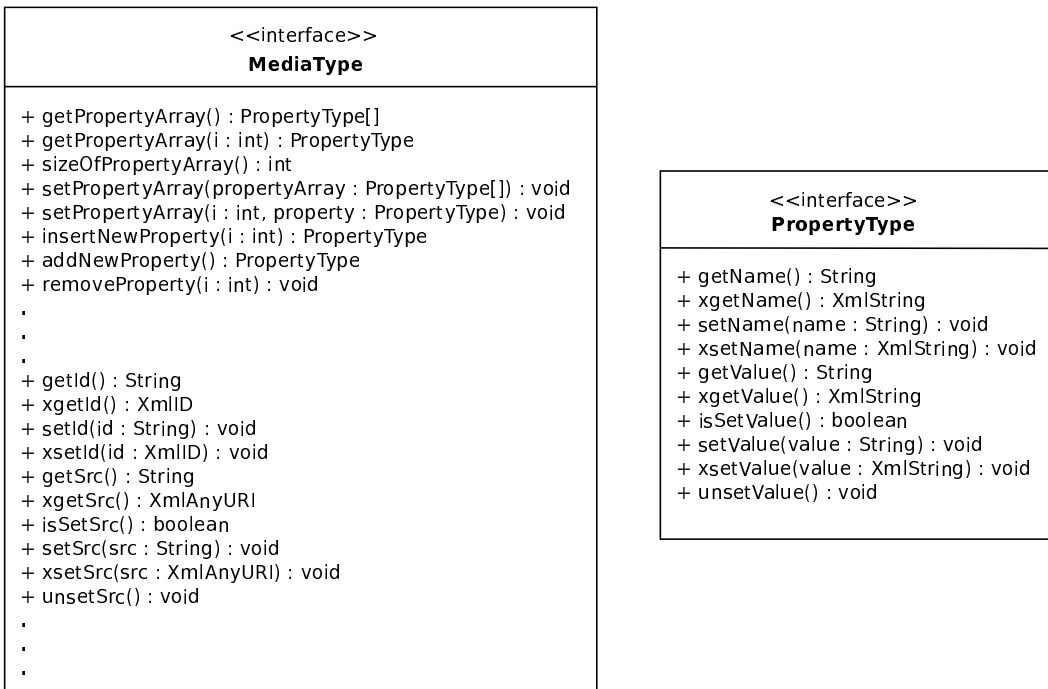 <<interface>>
MediaType
+ getPropertyArray() : PropertyType[]
+ getPropertyArray(i : int) : PropertyType
+ sizeOfPropertyArray() : int
+ setPropertyArray(propertyArray : PropertyType[]) : void
+ setPropertyArray(i : int, property : PropertyType) : void
+ insertNewProperty(i : int) : PropertyType
+ addNewProperty() : PropertyType
+ removeProperty(i : int) : void
.
.
.
+ getId() : String
+ xgetId() : XmlID
+ setId(id : String) : void
+ xsetId(id : XmlID) : void
+ getSrc() : String
+ xgetSrc() : XmlAnyURI
+ isSetSrc() : boolean
+ setSrc(src : String) : void
+ xsetSrc(src : XmlAnyURI) : void
+ unsetSrc() : void
.
.
.
<<interface>>
PropertyType
+ getName() : String
+ xgetName() : XmlString
+ setName(name : String) : void
+ xsetName(name : XmlString) : void
+ getValue() : String
+ xgetValue() : XmlString
+ isSetValue() : boolean
+ setValue(value : String) : void
+ xsetValue(value : XmlString) : void
+ unsetValue() : void